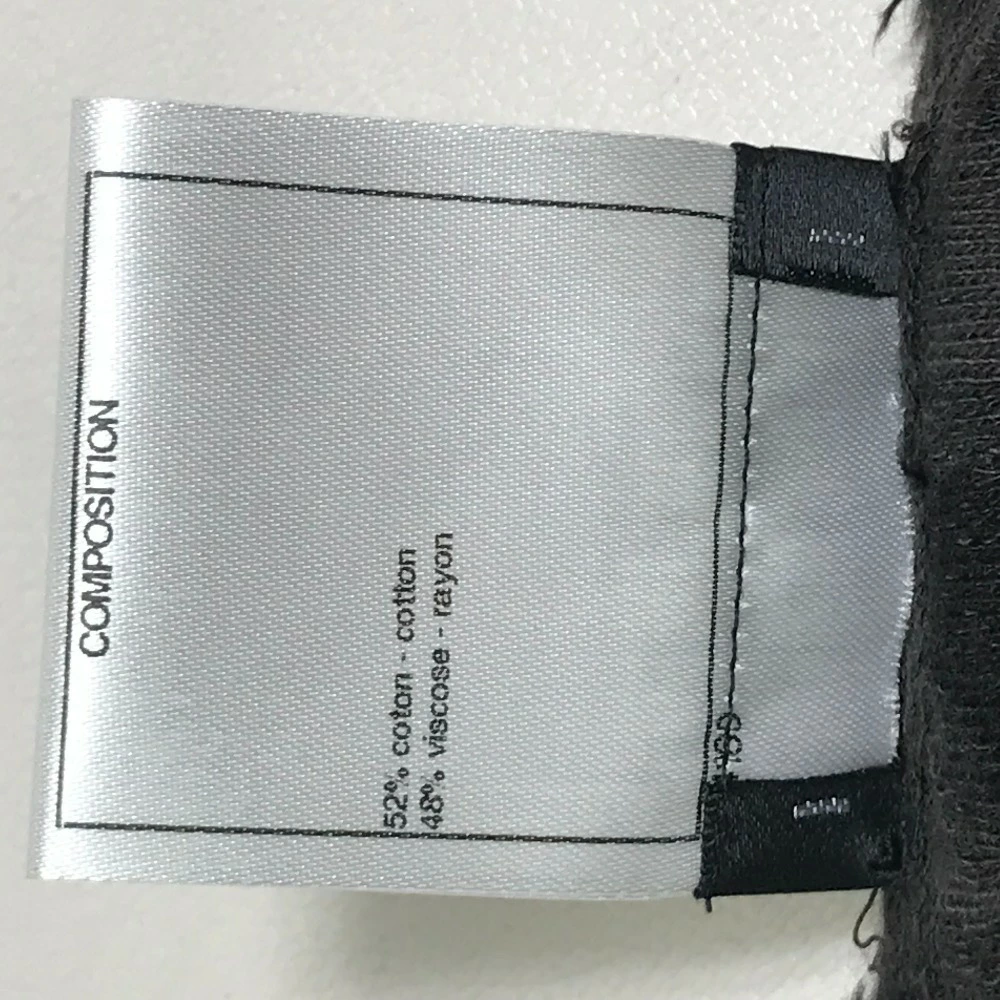 COMPOSITION
52% coton - cotton
48% viscose - rayon